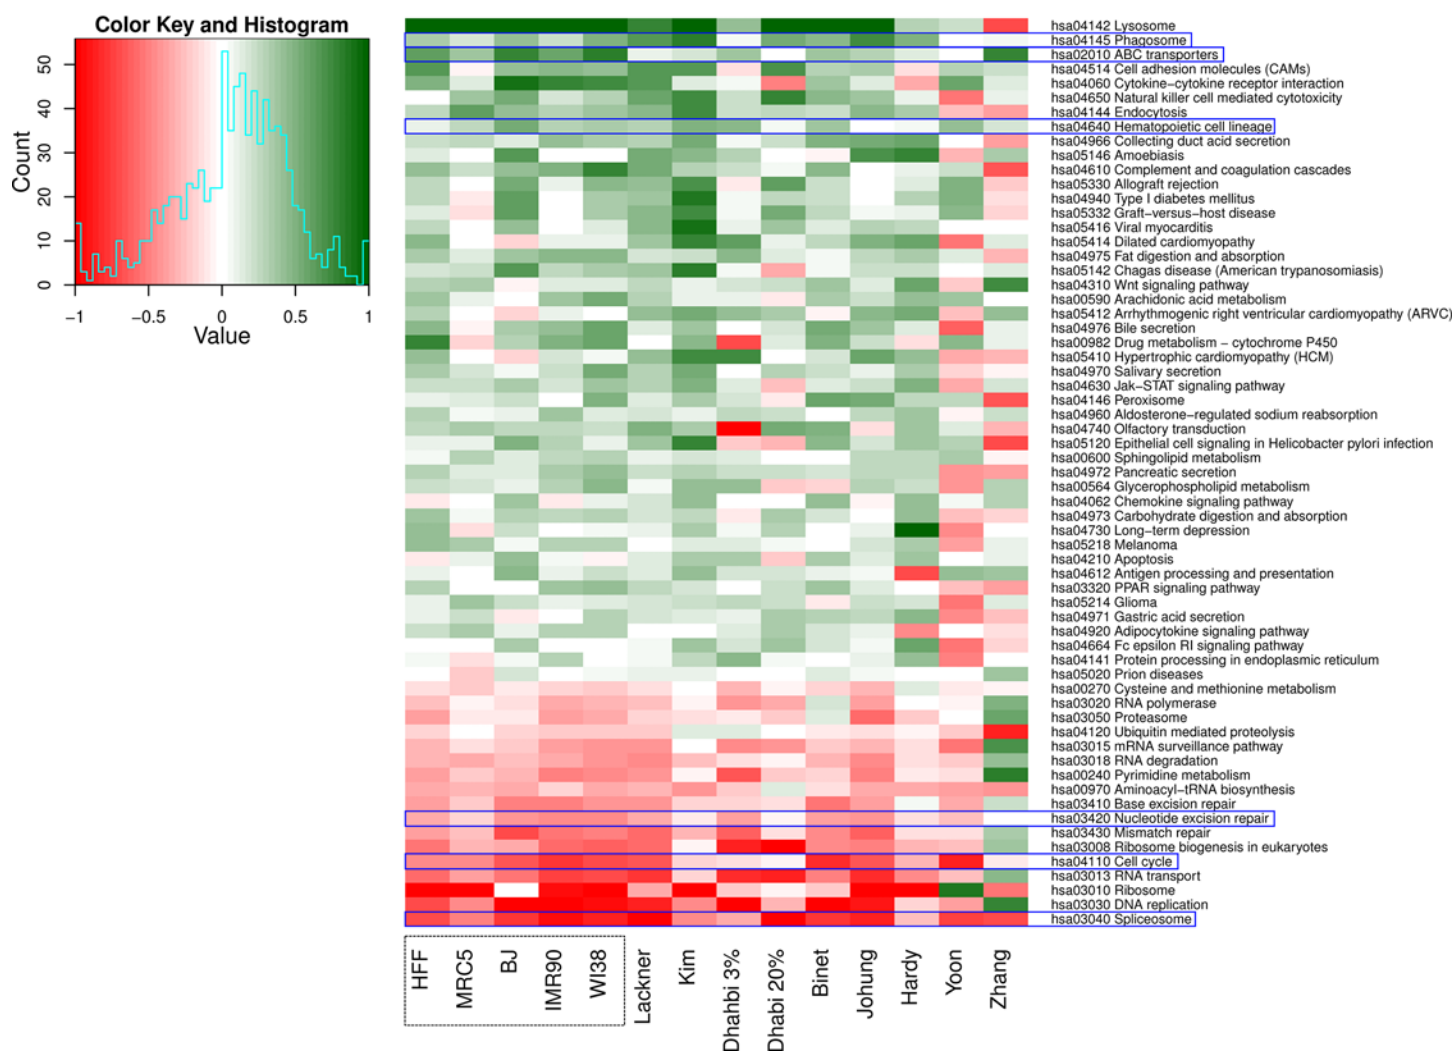 Color Key and Histogram
Count
0
10
20
30
40
50
−1
−0.5
0
0.5
1
Value
hsa04142 Lysosome
hsa04145 Phagosome
hsa02010 ABC transporters
hsa04514 Cell adhesion molecules (CAMs)
hsa04060 Cytokine−cytokine receptor interaction
hsa04650 Natural killer cell mediated cytotoxicity
hsa04144 Endocytosis
hsa04640 Hematopoietic cell lineage
hsa04966 Collecting duct acid secretion
hsa05146 Amoebiasis
hsa04610 Complement and coagulation cascades
hsa05330 Allograft rejection
hsa04940 Type I diabetes mellitus
hsa05332 Graft−versus−host disease
hsa05416 Viral myocarditis
hsa05414 Dilated cardiomyopathy
hsa04975 Fat digestion and absorption
hsa05142 Chagas disease (American trypanosomiasis)
hsa04310 Wnt signaling pathway
hsa00590 Arachidonic acid metabolism
hsa05412 Arrhythmogenic right ventricular cardiomyopathy (ARVC)
hsa04976 Bile secretion
hsa00982 Drug metabolism − cytochrome P450
hsa05410 Hypertrophic cardiomyopathy (HCM)
hsa04970 Salivary secretion
hsa04630 Jak−STAT signaling pathway
hsa04146 Peroxisome
hsa04960 Aldosterone−regulated sodium reabsorption
hsa04740 Olfactory transduction
hsa05120 Epithelial cell signaling in Helicobacter pylori infection
hsa00600 Sphingolipid metabolism
hsa04972 Pancreatic secretion
hsa00564 Glycerophospholipid metabolism
hsa04062 Chemokine signaling pathway
hsa04973 Carbohydrate digestion and absorption
hsa04730 Long−term depression
hsa05218 Melanoma
hsa04210 Apoptosis
hsa04612 Antigen processing and presentation
hsa03320 PPAR signaling pathway
hsa05214 Glioma
hsa04971 Gastric acid secretion
hsa04920 Adipocytokine signaling pathway
hsa04664 Fc epsilon RI signaling pathway
hsa04141 Protein processing in endoplasmic reticulum
hsa05020 Prion diseases
hsa00270 Cysteine and methionine metabolism
hsa03020 RNA polymerase
hsa03050 Proteasome
hsa04120 Ubiquitin mediated proteolysis
hsa03015 mRNA surveillance pathway
hsa03018 RNA degradation
hsa00240 Pyrimidine metabolism
hsa00970 Aminoacyl−tRNA biosynthesis
hsa03410 Base excision repair
hsa03420 Nucleotide excision repair
hsa03430 Mismatch repair
hsa03008 Ribosome biogenesis in eukaryotes
hsa04110 Cell cycle
hsa03013 RNA transport
hsa03010 Ribosome
hsa03030 DNA replication
hsa03040 Spliceosome
HFF
MRC5
BJ
IMR90
WI38
Lackner
Kim
Dhahbi 3%
Dhabi 20%
Binet
Johung
Hardy
Yoon
Zhang